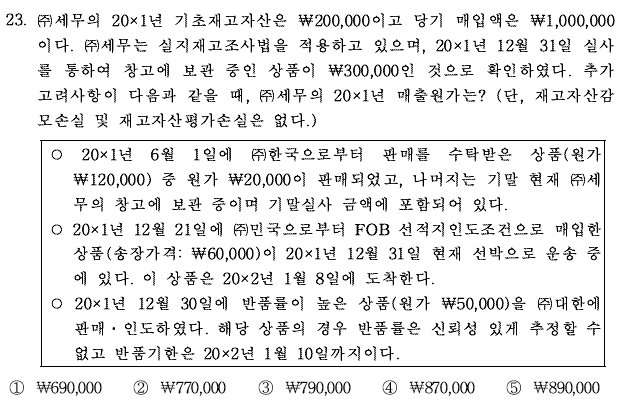 23. ㈜세무의 20×1년 기초재고자산은 ₩200,000이고 당기 매입액은 ₩1,000,000
이다. ㈜세무는 실지재고조사법을 적용하고 있으며, 20×1년 12월 31일 실사
를 통하여 창고에 보관 중인 상품이 ₩300,000인 것으로 확인하였다. 추가
고려사항이 다음과 같을 때, ㈜세무의 20×1년 매출원가는? (단, 재고자산감
모손실 및 재고자산평가손실은 없다.)
○ 20×1년 6월 1일에 ㈜한국으로부터 판매를 수탁받은 상품(원가
₩120,000) 중 원가 ₩20,000이 판매되었고, 나머지는 기말 현재 ㈜세
무의 창고에 보관 중이며 기말실사 금액에 포함되어 있다.
○ 20×1년 12월 21일에 ㈜민국으로부터 FOB 선적지인도조건으로 매입한
상품(송장가격: ₩60,000)이 20×1년 12월 31일 현재 선박으로 운송 중
에 있다. 이 상품은 20×2년 1월 8일에 도착한다.
○ 20×1년 12월 30일에 반품률이 높은 상품(원가 ₩50,000)을 ㈜대한에
판매·인도하였다. 해당 상품의 경우 반품률은 신뢰성 있게 추정할 수
없고 반품기한은 20×2년 1월 10일까지이다.
① ₩690,000 ② ₩770,000 ③ ₩790,000 ④ ₩870,000 ⑤ ₩890,000